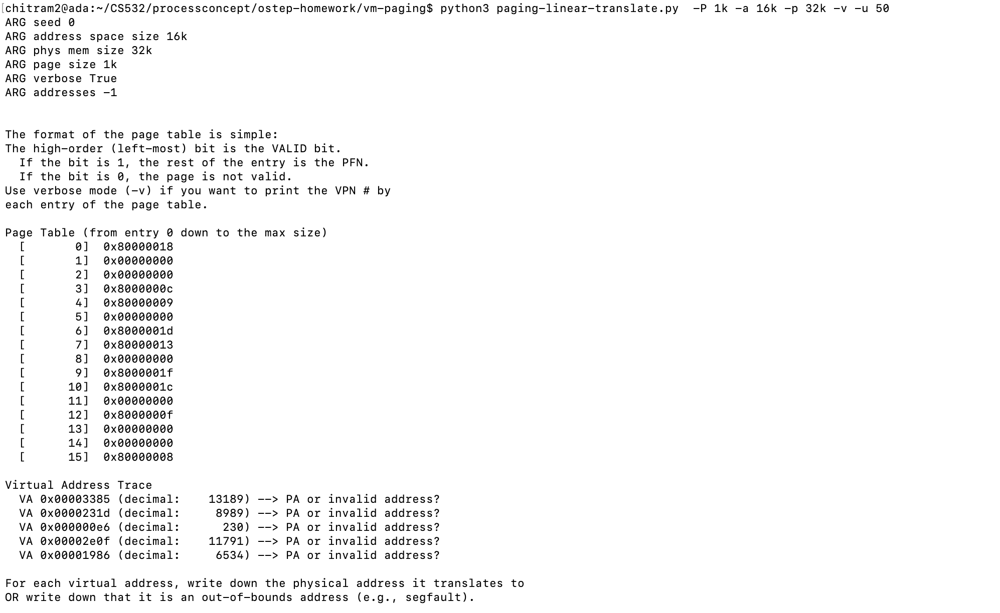 [chitram2@ada:~/CS532/processconcept/ostep-homework/vm-paging$ python3 paging-linear-translate.py  -P 1k -a 16k -p 32k -v -u 50
ARG seed 0
ARG address space size 16k
ARG phys mem size 32k
ARG page size 1k
ARG verbose True
ARG addresses -1
The format of the page table is simple:
The high-order (left-most) bit is the VALID bit.
  If the bit is 1, the rest of the entry is the PFN.
  If the bit is 0, the page is not valid.
Use verbose mode (-v) if you want to print the VPN # by
each entry of the page table.
Page Table (from entry 0 down to the max size)
  [       0]  0x80000018
  [       1]  0x00000000
  [       2]  0x00000000
  [       3]  0x8000000c
  [       4]  0x80000009
  [       5]  0x00000000
  [       6]  0x8000001d
  [       7]  0x80000013
  [       8]  0x00000000
  [       9]  0x8000001f
  [      10]  0x8000001c
  [      11]  0x00000000
  [      12]  0x8000000f
  [      13]  0x00000000
  [      14]  0x00000000
  [      15]  0x80000008
Virtual Address Trace
  VA 0x00003385 (decimal:    13189) --> PA or invalid address?
  VA 0x0000231d (decimal:     8989) --> PA or invalid address?
  VA 0x000000e6 (decimal:      230) --> PA or invalid address?
  VA 0x00002e0f (decimal:    11791) --> PA or invalid address?
  VA 0x00001986 (decimal:     6534) --> PA or invalid address?
For each virtual address, write down the physical address it translates to
OR write down that it is an out-of-bounds address (e.g., segfault).